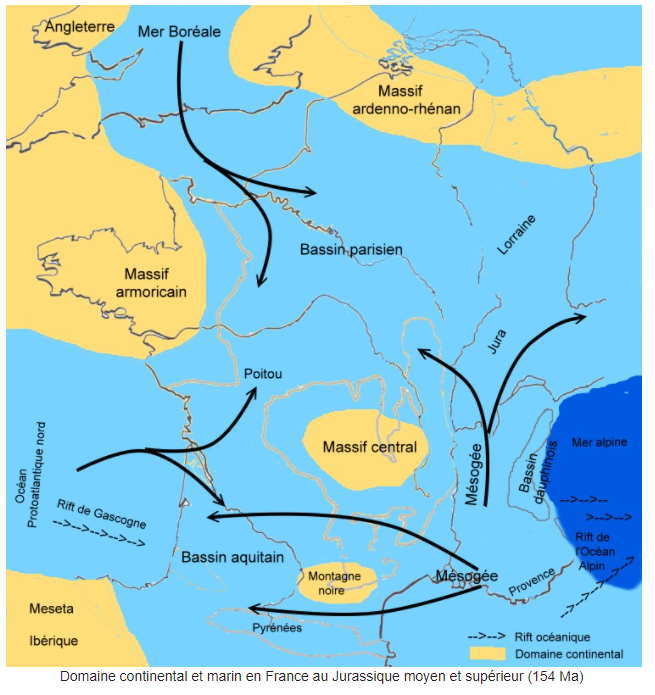 Angleterre
Mer Boréale
Massif
ardenno-rhénan
Lorraine
Bassin parisien
Massif
armoricain
Jura
Poitou
Massif central
Mésogée
Bassin
dauphinois
Mer alpine
Océan
Protoatlantique nord
Rift de Gascogne
Rift de
l'Océan
Alpin
Bassin aquitain
Montagne
noire
Mésogée
Provence
Meseta
Ibérique
Pyrénées
Rift océanique
Domaine continental
Domaine continental et marin en France au Jurassique moyen et supérieur (154 Ma)